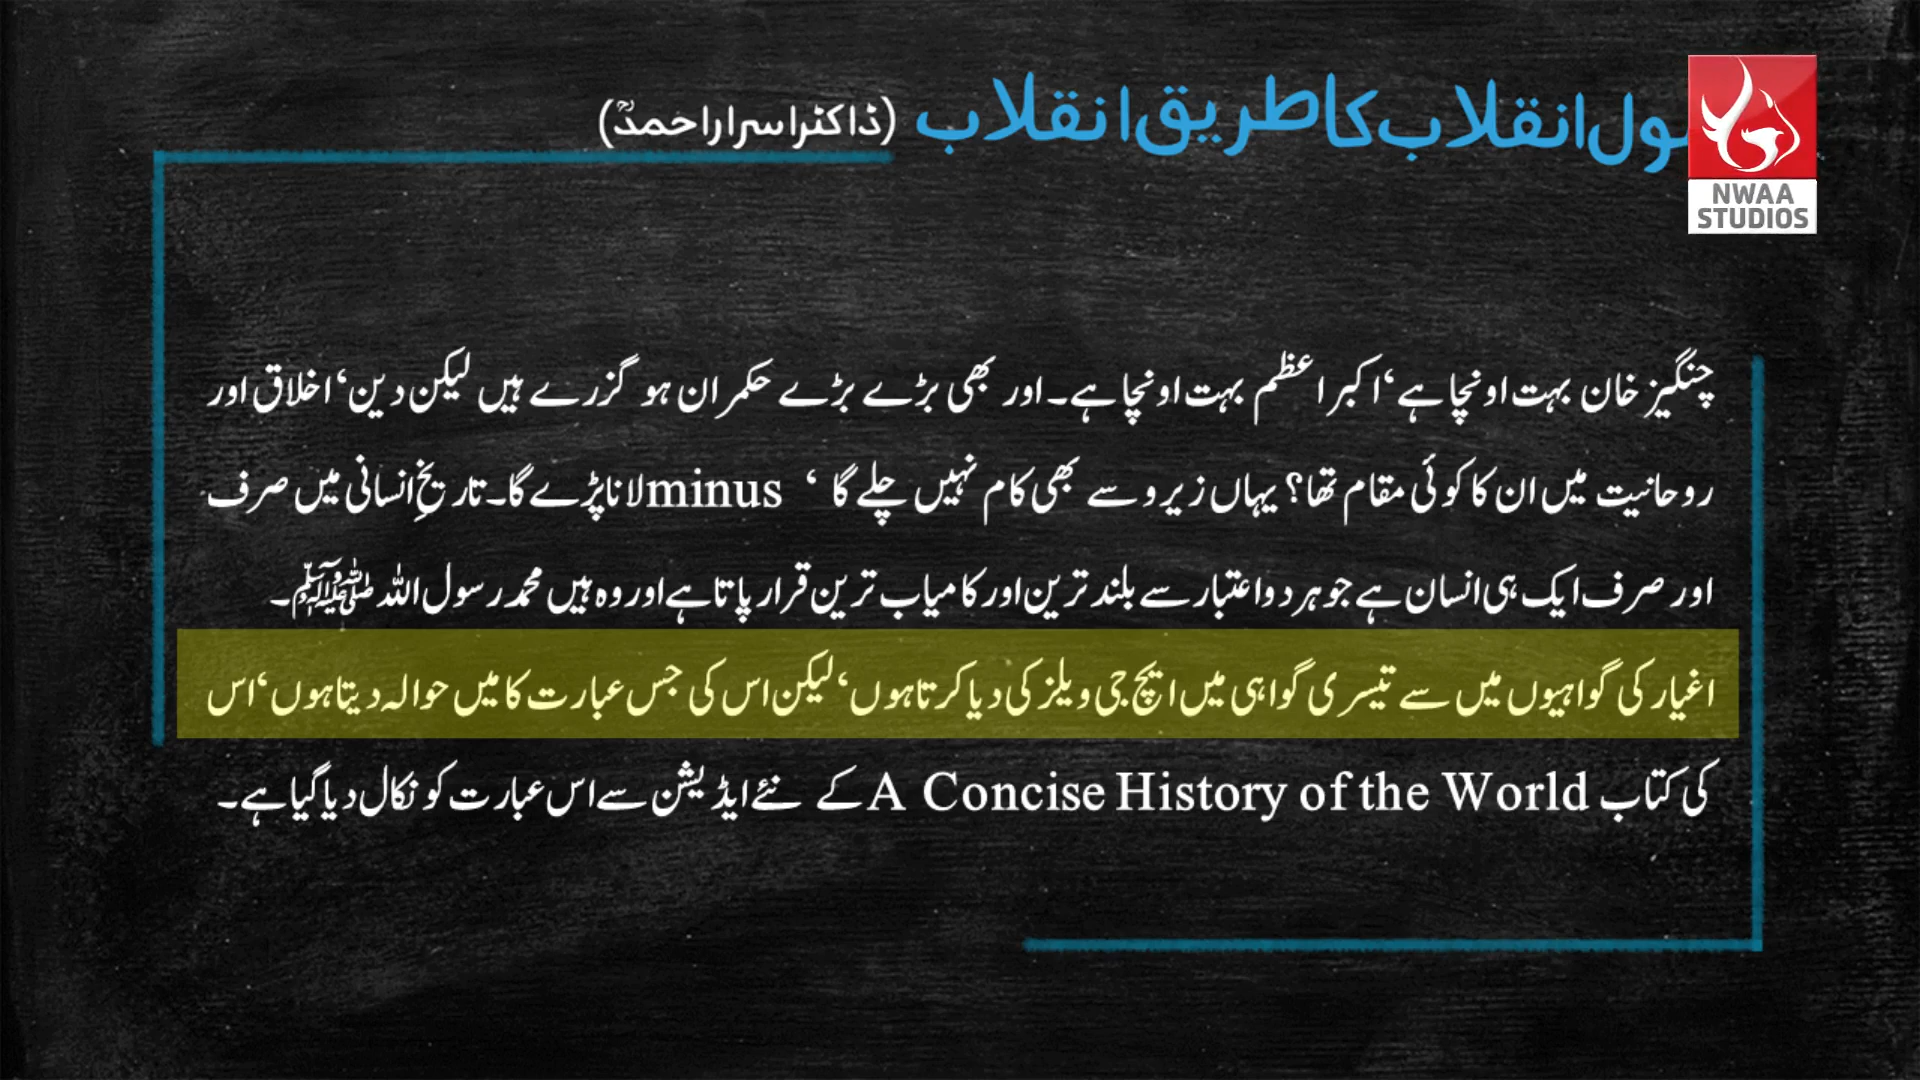 انقلاب کا طریق انقلاب (ڈاکٹر اسرار احمدؒ)
NWAA
STUDIOS
چنگیز خان بہت اونچا ہے‘ اکبر اعظم بہت اونچا ہے۔ اور بھی بڑے بڑے حکمران ہو گزرے ہیں لیکن دین‘ اخلاق اور
روحانیت میں ان کا کوئی مقام تھا؟ یہاں زیرو سے بھی کام نہیں چلے گا ‘ minus لانا پڑے گا۔ تاریخِ انسانی میں صرف
اور صرف ایک ہی انسان ہے جو ہر دو اعتبار سے بلند ترین اور کامیاب ترین قرار پاتا ہے اور وہ ہیں محمد رسول اللہ ﷺ۔
اغیار کی گواہیوں میں سے تیسری گواہی میں ایچ جی ویلز کی دیا کرتا ہوں‘ لیکن اس کی جس عبارت کا میں حوالہ دیتا ہوں‘ اس
کی کتاب A Concise History of the World کے نئے ایڈیشن سے اس عبارت کو نکال دیا گیا ہے۔